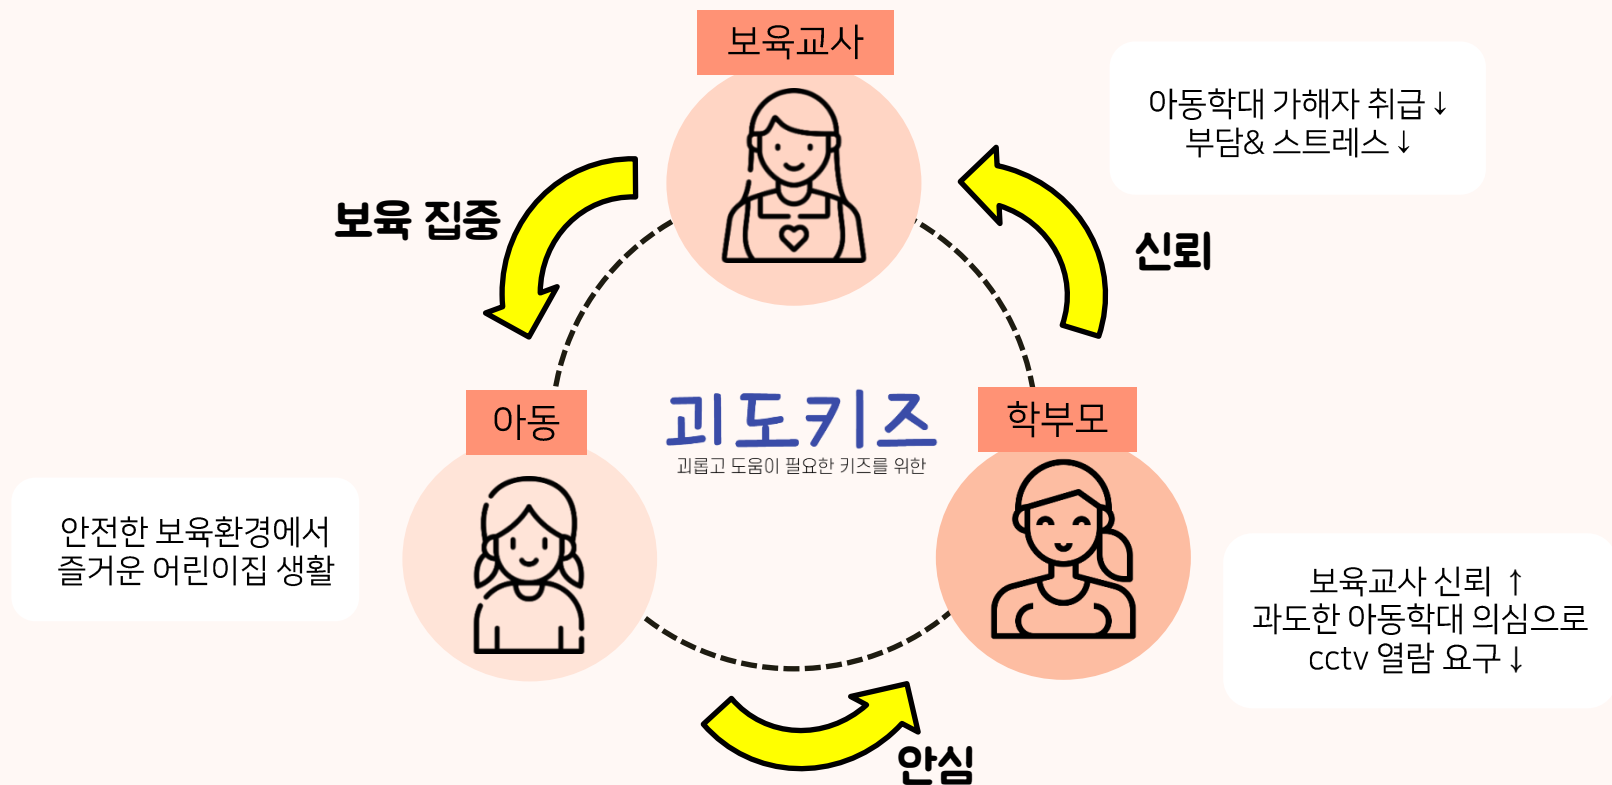 보육교사
아동학대 가해자 취급↓
부담& 스트레스↓
보육 집중
신뢰
괴도키즈
괴롭고 도움이 필요한 키즈를 위한
아동
학부모
안전한 보육환경에서
즐거운 어린이집 생활
보육교사 신뢰 ↑
과도한 아동학대 의심으로
cctv 열람 요구↓
안심